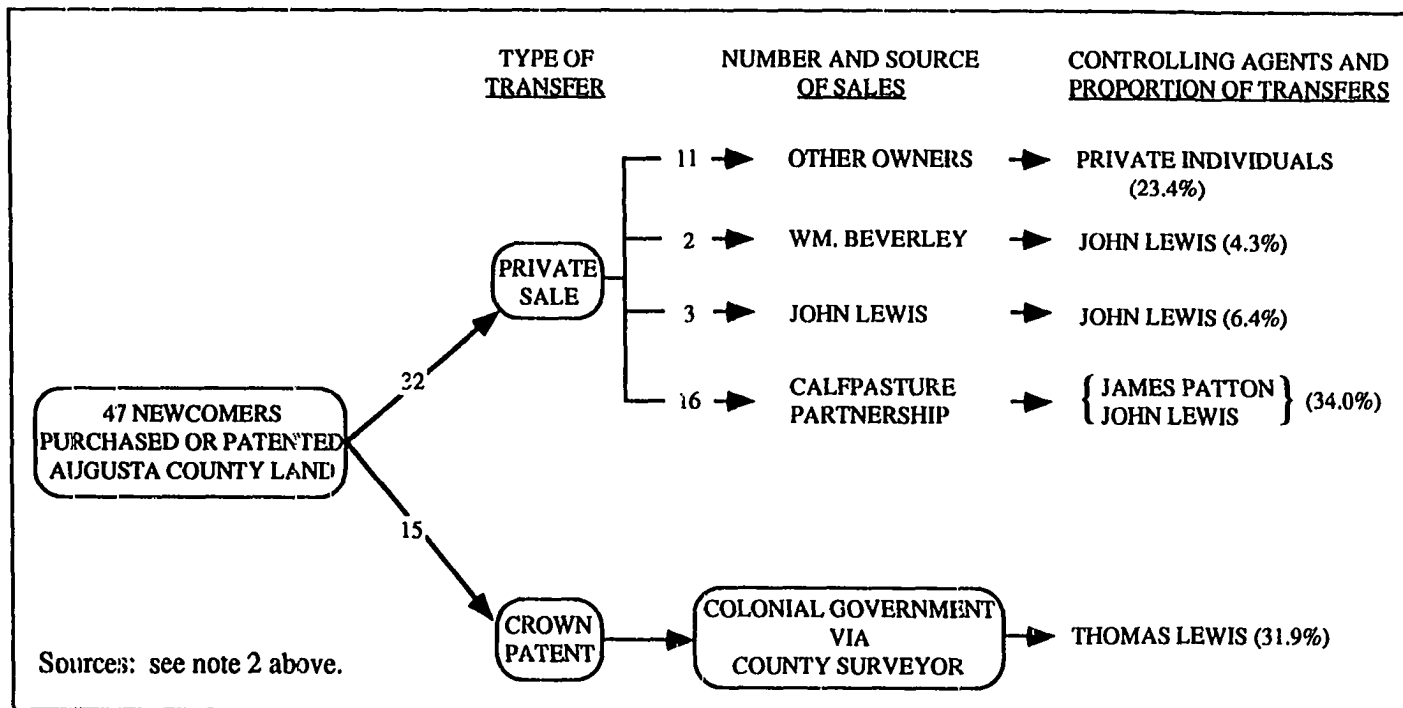 TYPE OF
TRANSFER
NUMBER AND SOURCE
OF SALES
CONTROLLING AGENTS AND
PROPORTION OF TRANSFERS
11
OTHER OWNERS
PRIVATE INDIVIDUALS
(23.4%)
2
WM. BEVERLEY
JOHN LEWIS (4.3%)
PRIVATE
SALE
3
JOHN LEWIS
JOHN LEWIS (6.4%)
32
16
CALFPASTURE
PARTNERSHIP
JAMES PATTON
JOHN LEWIS
(34.0%)
47 NEWCOMERS
PURCHASED OR PATENTED
AUGUSTA COUNTY LAND
15
CROWN
PATENT
COLONIAL GOVERNMENT
VIA
COUNTY SURVEYOR
THOMAS LEWIS (31.9%)
Sources: see note 2 above.